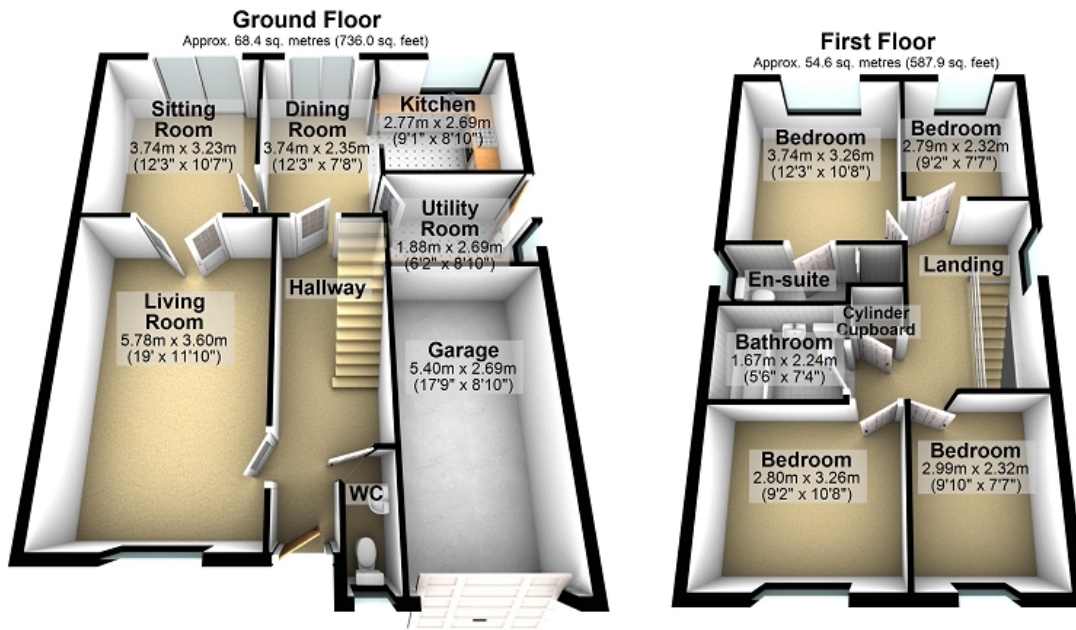 Ground Floor
Approx. 68.4 sq. metres (736.0 sq. feet)
Sitting
Room
3.74m x 3.23m
(12'3" x 10'7")
Dining
Room
3.74m x 2.35m
(12'3" x 7'8")
Kitchen
2.77m x 2.69m
(9'1" x 8'10")
Utility
Room
1.88m x 2.69m
(6'2" x 8'10")
Living
Room
5.78m x 3.60m
(19' x 11'10")
Hallway
Garage
5.40m x 2.69m
(17'9" x 8'10")
WC
First Floor
Approx. 54.6 sq. metres (587.9 sq. feet)
Bedroom
3.74m x 3.26m
(12'3" x 10'8")
Bedroom
2.79m x 2.32m
(9'2" x 7'7")
En-suite
Landing
Cylinder
Cupboard
Bathroom
1.67m x 2.24m
(5'6" x 7'4")
Bedroom
2.80m x 3.26m
(9'2" x 10'8")
Bedroom
2.99m x 2.32m
(9'10" x 7'7")